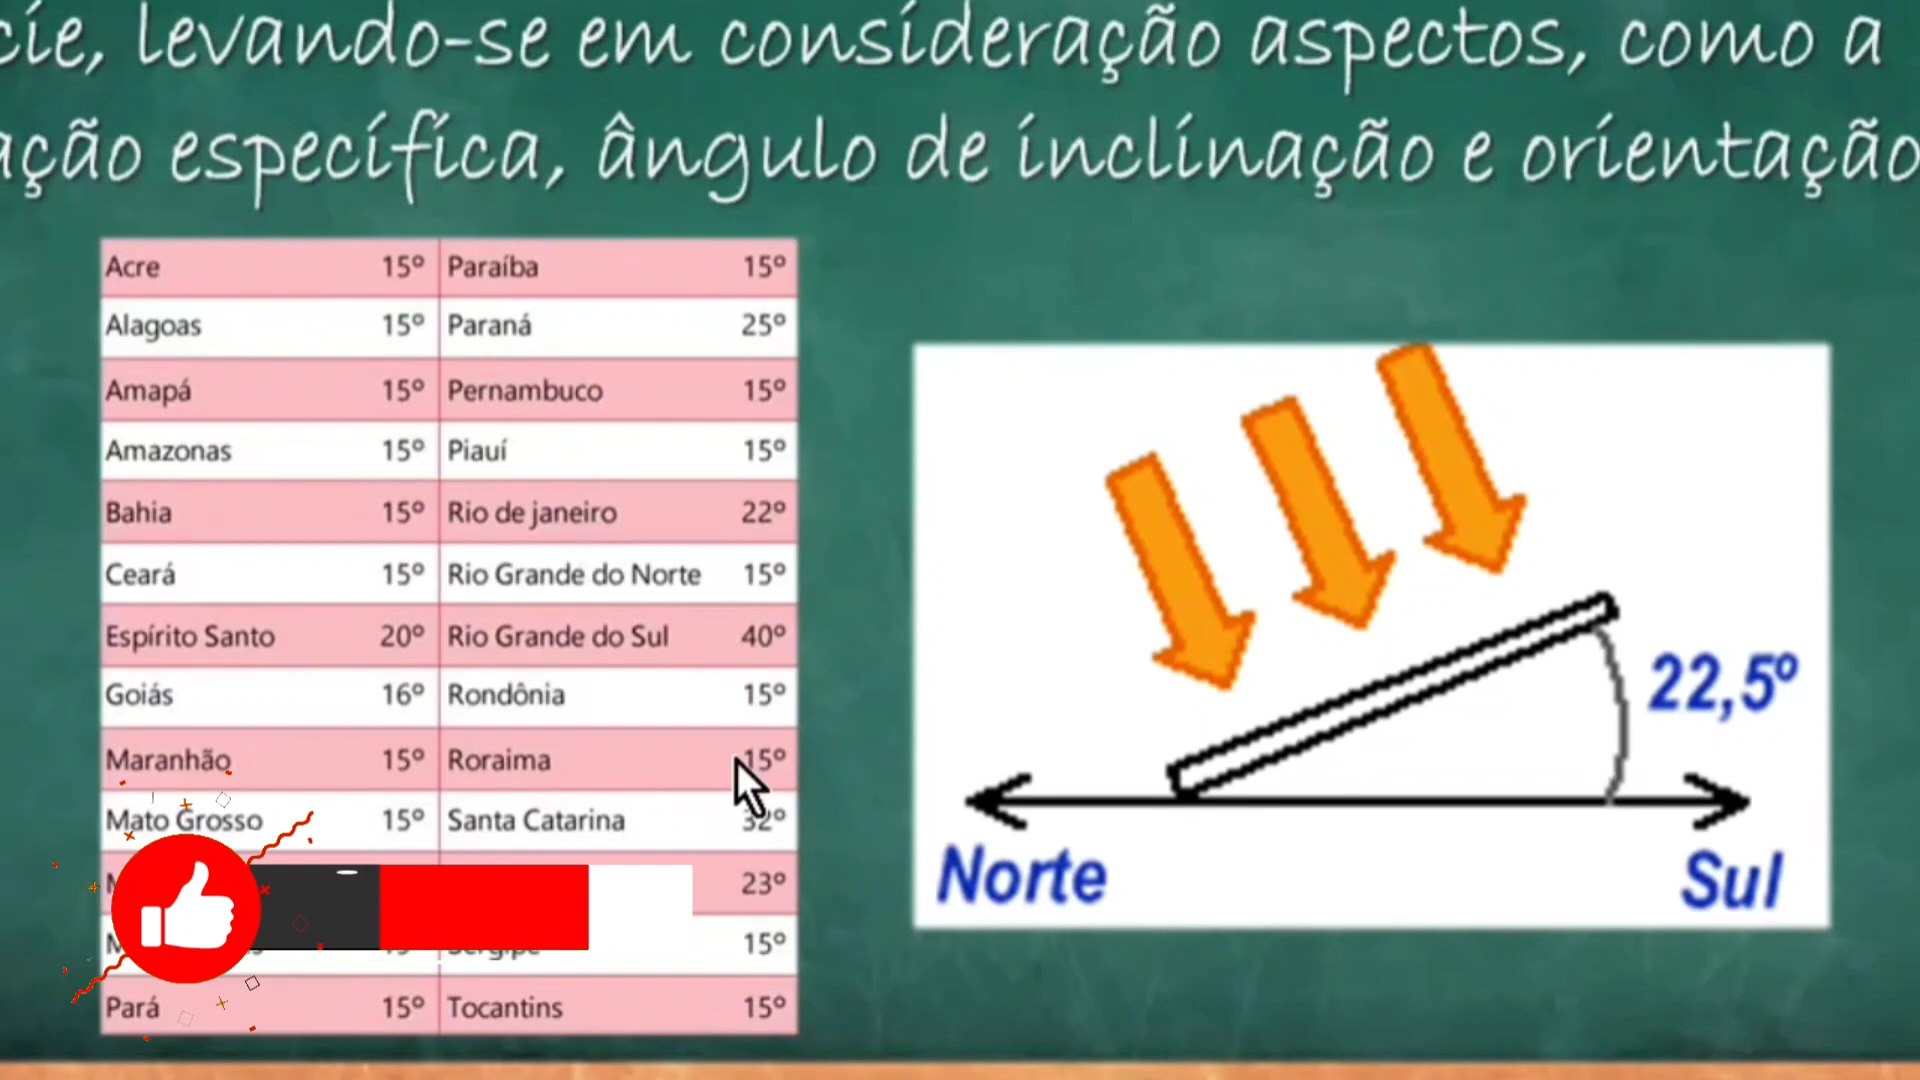 cie, levando-se em consideração aspectos, como a
ação específica, ângulo de inclinação e orientação
Acre 15º Paraíba 15º
Alagoas 15º Paraná 25º
Amapá 15º Pernambuco 15º
Amazonas 15º Piauí 15º
Bahia 15º Rio de janeiro 22º
Ceará 15º Rio Grande do Norte 15º
Espírito Santo 20º Rio Grande do Sul 40º
Goiás 16º Rondônia 15º
Maranhão 15º Roraima 15º
Mato Grosso 15º Santa Catarina 32º
23º
Sergipe 15º
Pará 15º Tocantins 15º
22,5º
Norte
Sul